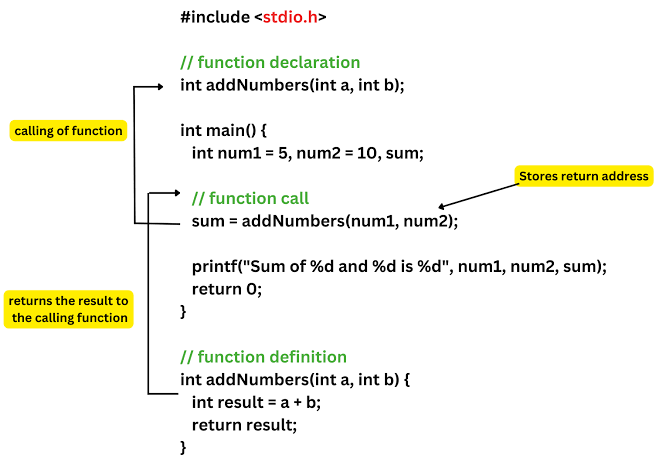 #include <stdio.h>
// function declaration
int addNumbers(int a, int b);
calling of function
int main() {
int num1 = 5, num2 = 10, sum;
Stores return address
// function call
sum = addNumbers(num1, num2);
printf("Sum of %d and %d is %d", num1, num2, sum);
return 0;
}
returns the result to
the calling function
// function definition
int addNumbers(int a, int b) {
int result = a + b;
return result;
}